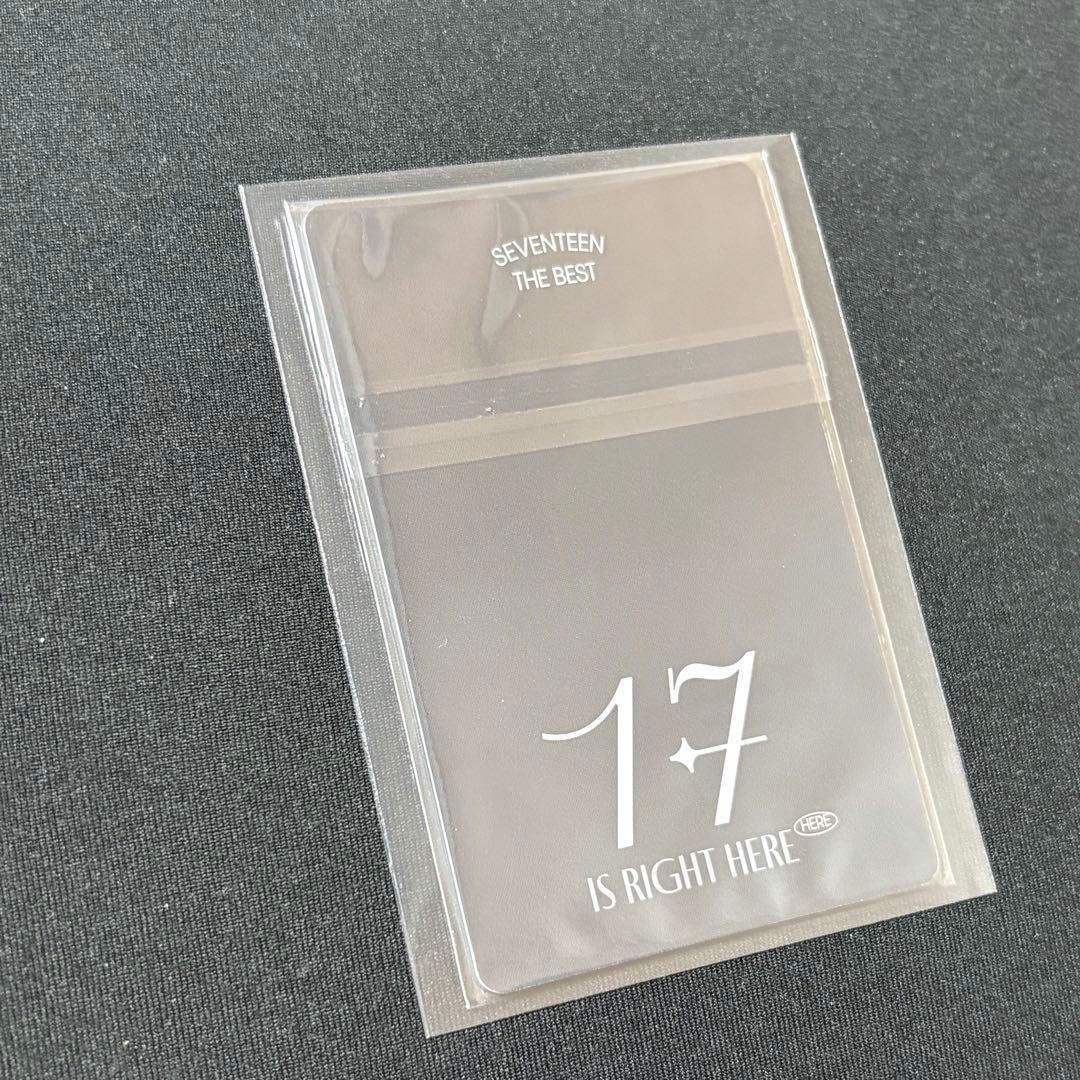 SEVENTEEN
THE BEST
17
IS RIGHT HERE HERE